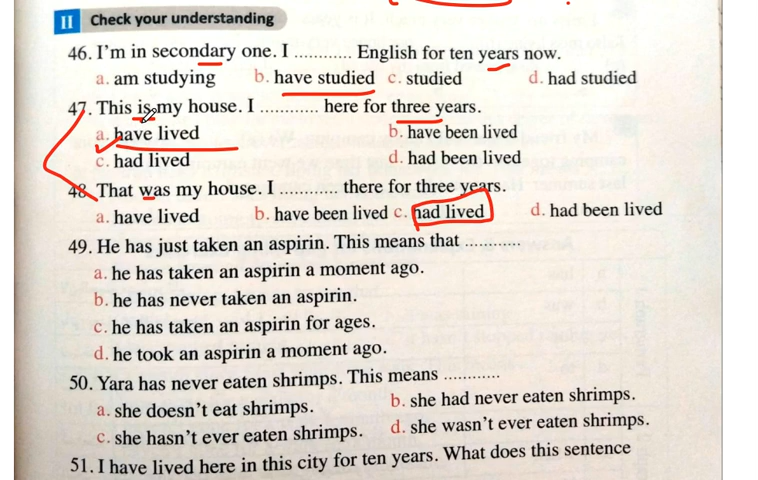 II Check your understanding
46. I'm in secondary one. I ............ English for ten years now.
a. am studying b. have studied c. studied d. had studied
47. This is my house. I ............ here for three years.
a. have lived b. have been lived
c. had lived d. had been lived
48. That was my house. I ............ there for three years.
a. have lived b. have been lived c. had lived d. had been lived
49. He has just taken an aspirin. This means that ............
a. he has taken an aspirin a moment ago.
b. he has never taken an aspirin.
c. he has taken an aspirin for ages.
d. he took an aspirin a moment ago.
50. Yara has never eaten shrimps. This means ............
a. she doesn't eat shrimps. b. she had never eaten shrimps.
c. she hasn't ever eaten shrimps. d. she wasn't ever eaten shrimps.
51. I have lived here in this city for ten years. What does this sentence